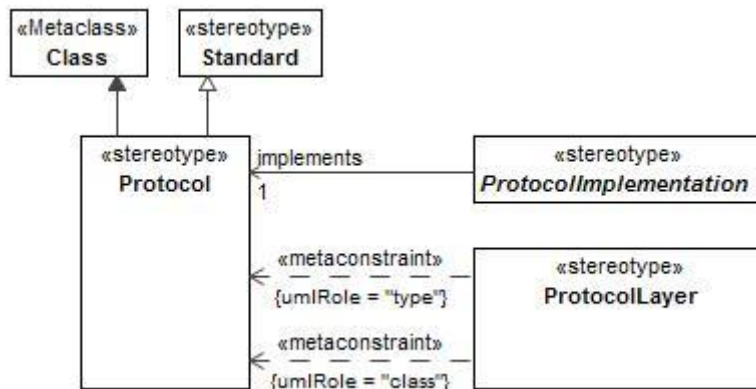 «Metaclass»
Class
«stereotype»
Standard
«stereotype»
Protocol
implements
1
«stereotype»
ProtocolImplementation
«metaconstraint»
{umlRole = "type"}
«metaconstraint»
{umlRole = "class"}
«stereotype»
ProtocolLayer